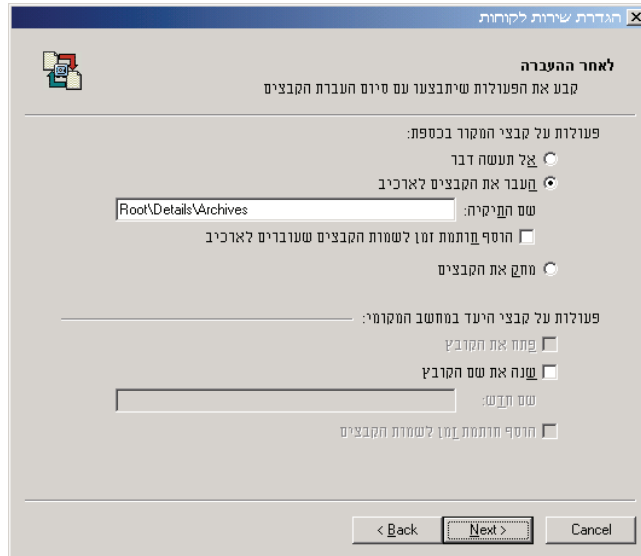 הגדרת שירות לקוחות
לאחר ההעברה
קבע את הפעולות שיתבצעו עם סיום העברת הקבצים
פעולות על קבצי המקור בכספת:
אל תעשה דבר
העבר את הקבצים לארכיב
שם התיקיה:
Root\Details\Archives
הוסף חותמת זמן לשמות הקבצים שעוברים לארכיב
מחק את הקבצים
פעולות על קבצי היעד במחשב המקומי:
פתח את הקובץ
שנה את שם הקובץ
שם חדש:
הוסף חותמת זמן לשמות הקבצים
< Back
Next >
Cancel